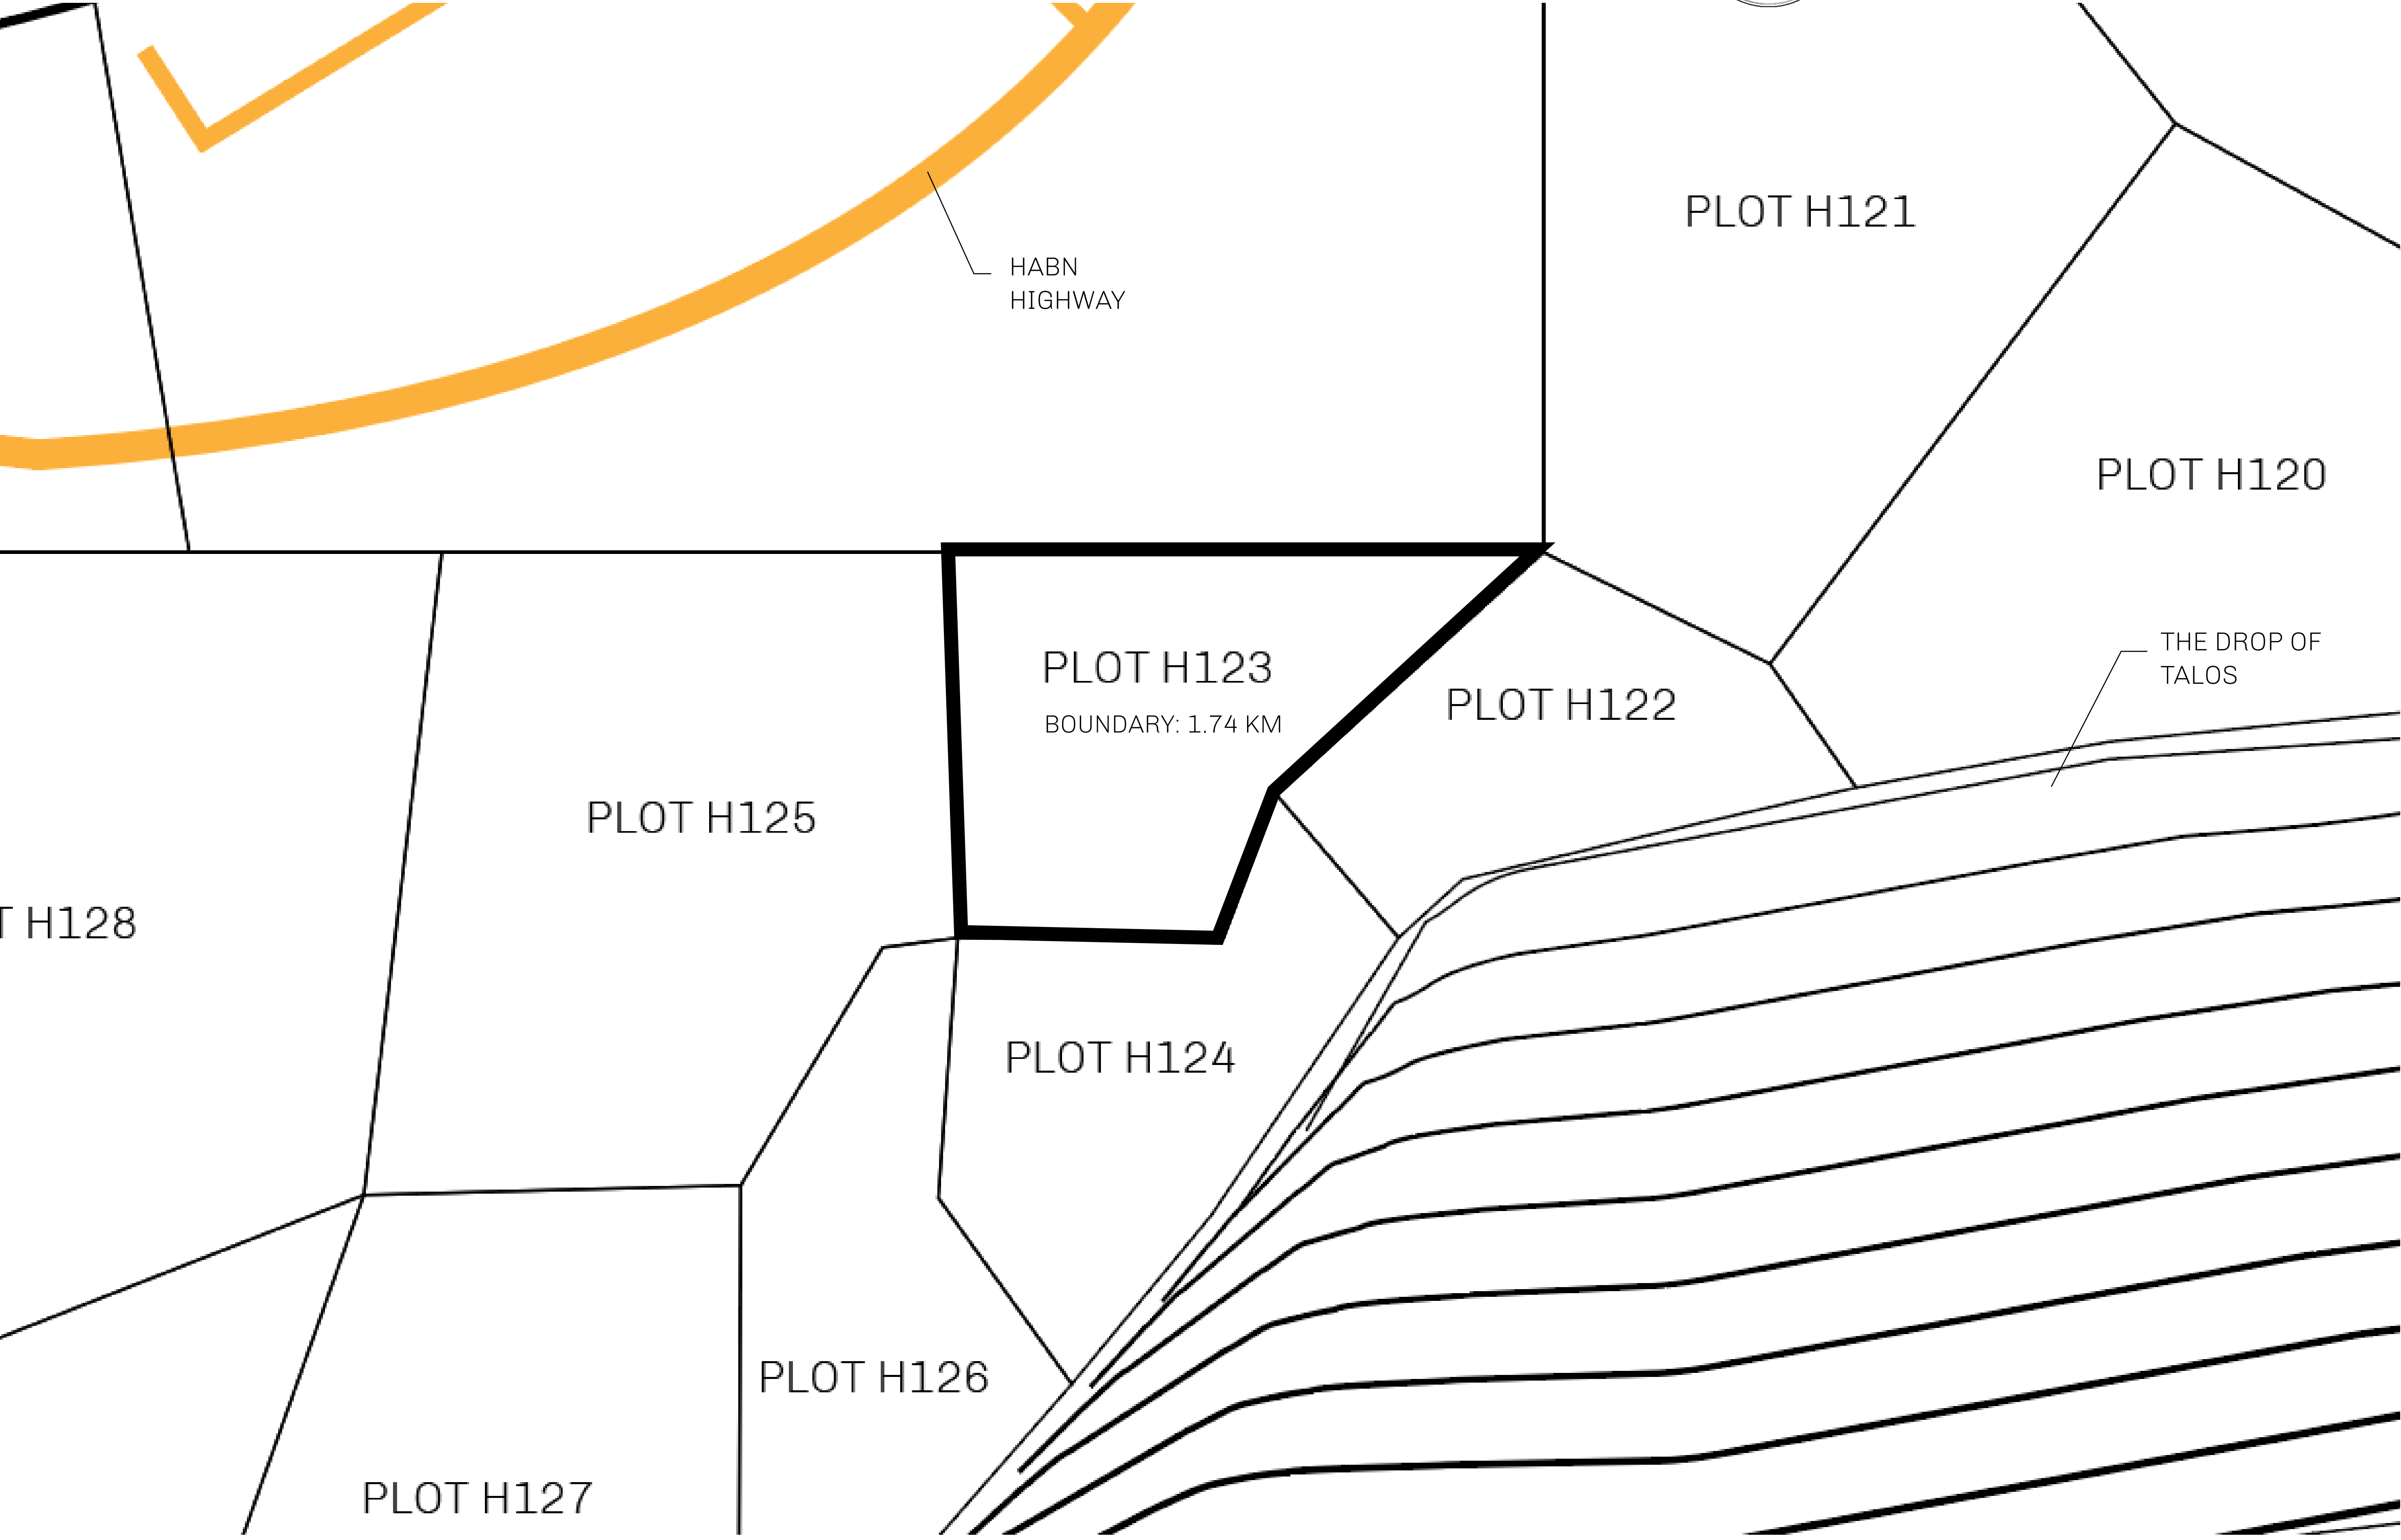 PLOT H121
HABN
HIGHWAY
PLOT H120
THE DROP OF
TALOS
PLOT H123
BOUNDARY: 1.74 KM
PLOT H122
PLOT H125
T H128
PLOT H124
PLOT H126
PLOT H127